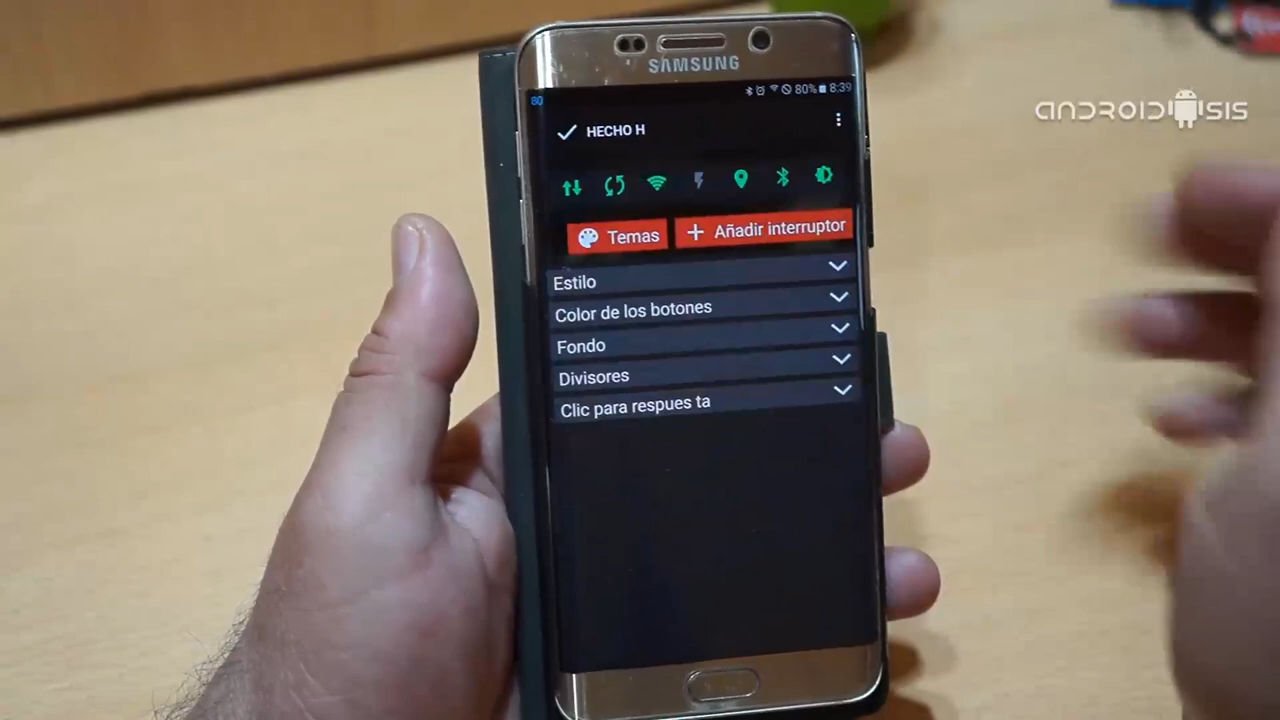 SAMSUNG
80
80% 8:39
ANDROIDSIS
HECHO H
Temas
Añadir interruptor
Estilo
Color de los botones
Fondo
Divisores
Clic para respues ta